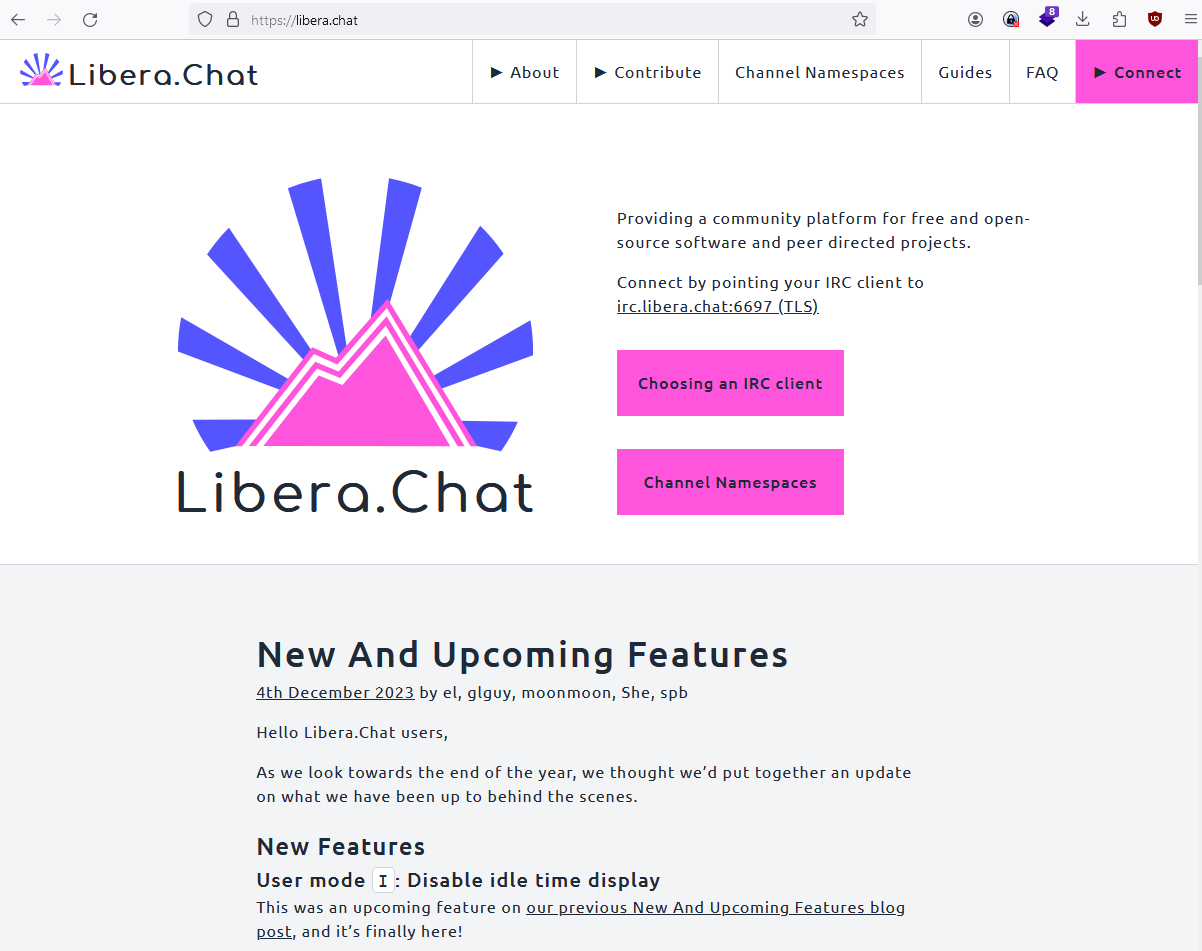 https://libera.chat
8
UD
Libera.Chat
▶ About
▶ Contribute
Channel Namespaces
Guides
FAQ
▶ Connect
Libera.Chat
Providing a community platform for free and open-
source software and peer directed projects.
Connect by pointing your IRC client to
irc.libera.chat:6697 (TLS)
Choosing an IRC client
Channel Namespaces
New And Upcoming Features
4th December 2023 by el, glguy, moonmoon, She, spb
Hello Libera.Chat users,
As we look towards the end of the year, we thought we’d put together an update
on what we have been up to behind the scenes.
New Features
User mode I: Disable idle time display
This was an upcoming feature on our previous New And Upcoming Features blog
post, and it’s finally here!